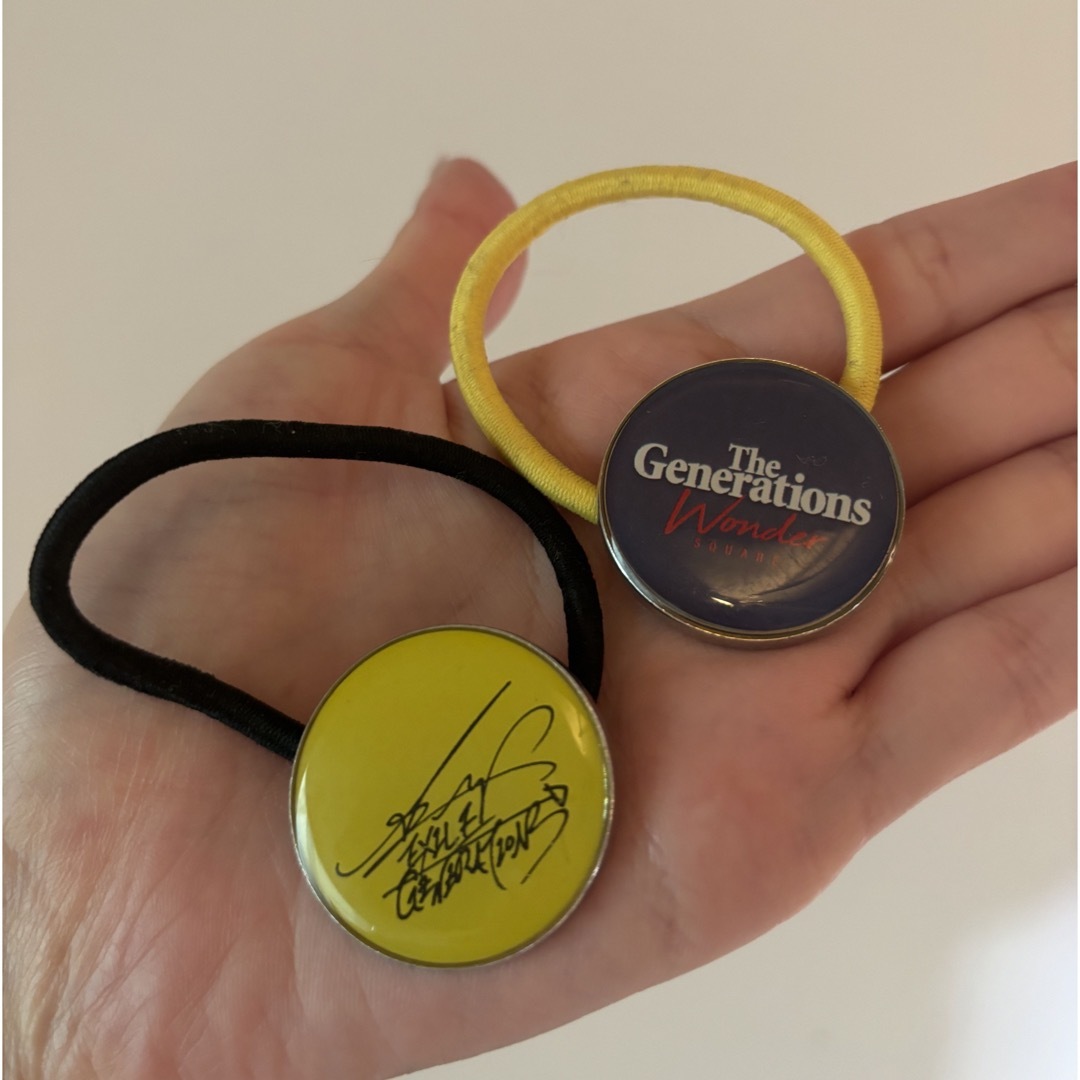 The
Generations
Wonder
SQUARE
EXILE
GENERATIONS